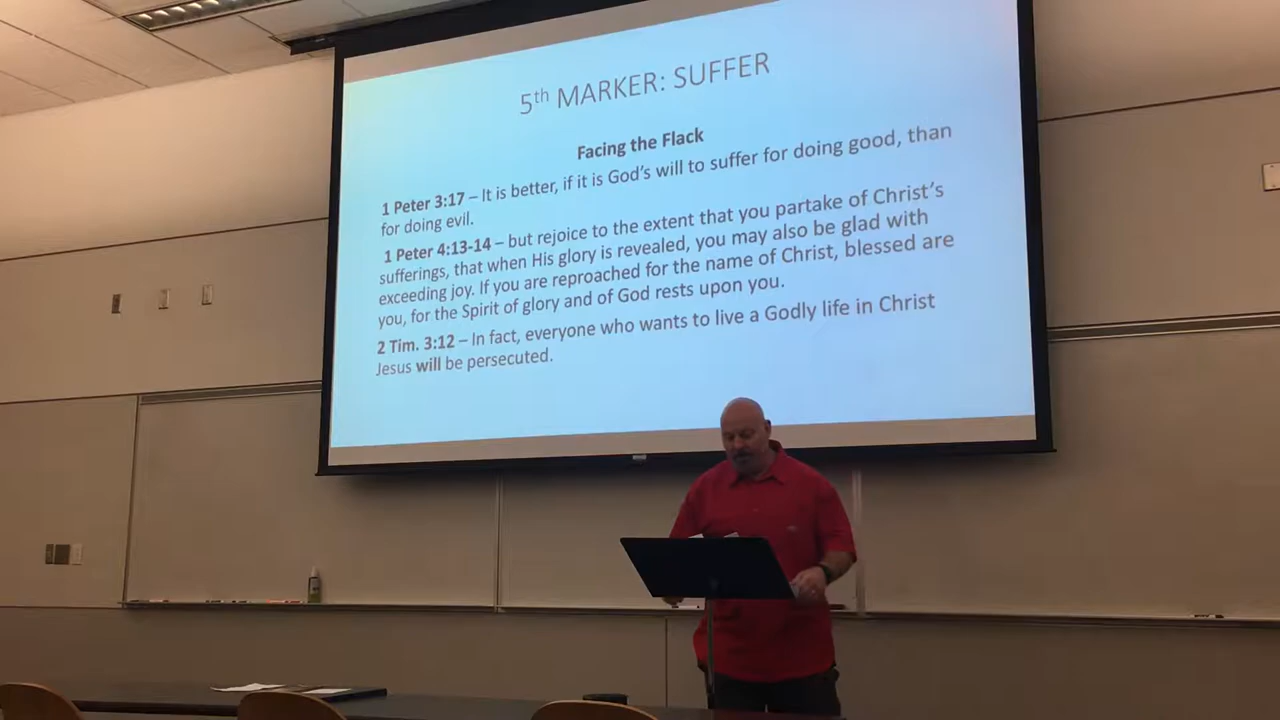 5th MARKER: SUFFER
Facing the Flack
1 Peter 3:17 – It is better, if it is God's will to suffer for doing good, than
for doing evil.
1 Peter 4:13-14 – but rejoice to the extent that you partake of Christ's
sufferings, that when His glory is revealed, you may also be glad with
exceeding joy. If you are reproached for the name of Christ, blessed are
you, for the Spirit of glory and of God rests upon you.
2 Tim. 3:12 – In fact, everyone who wants to live a Godly life in Christ
Jesus will be persecuted.